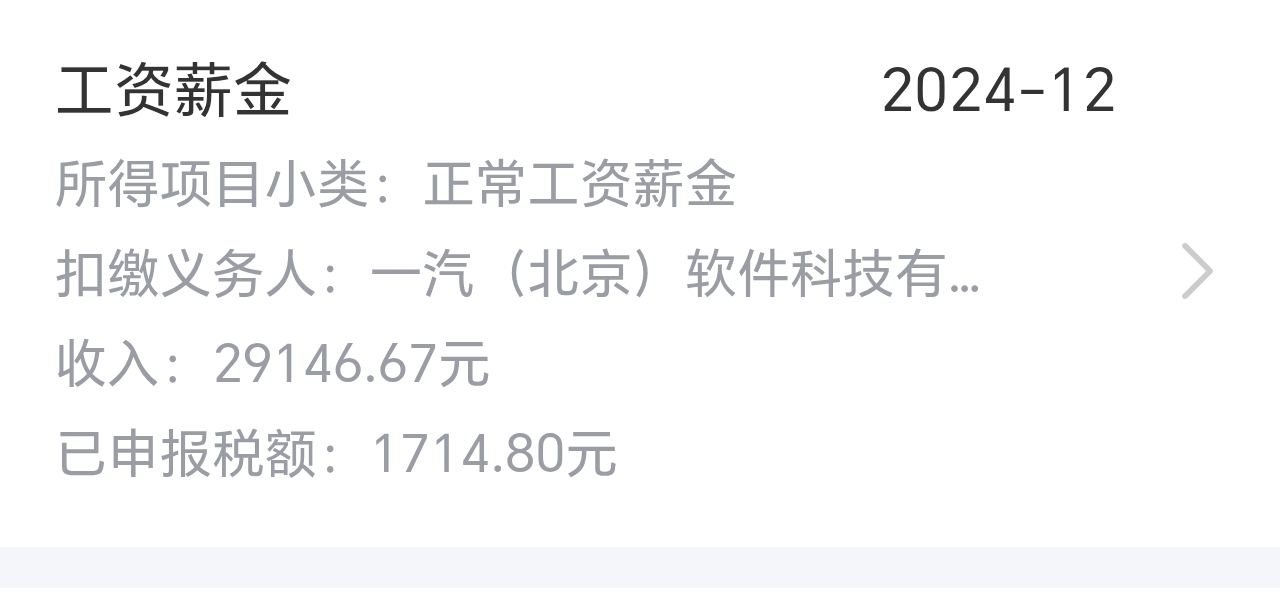 工资薪金 2024-12
所得项目小类：正常工资薪金
扣缴义务人：一汽（北京）软件科技有...
收入：29146.67元
已申报税额：1714.80元